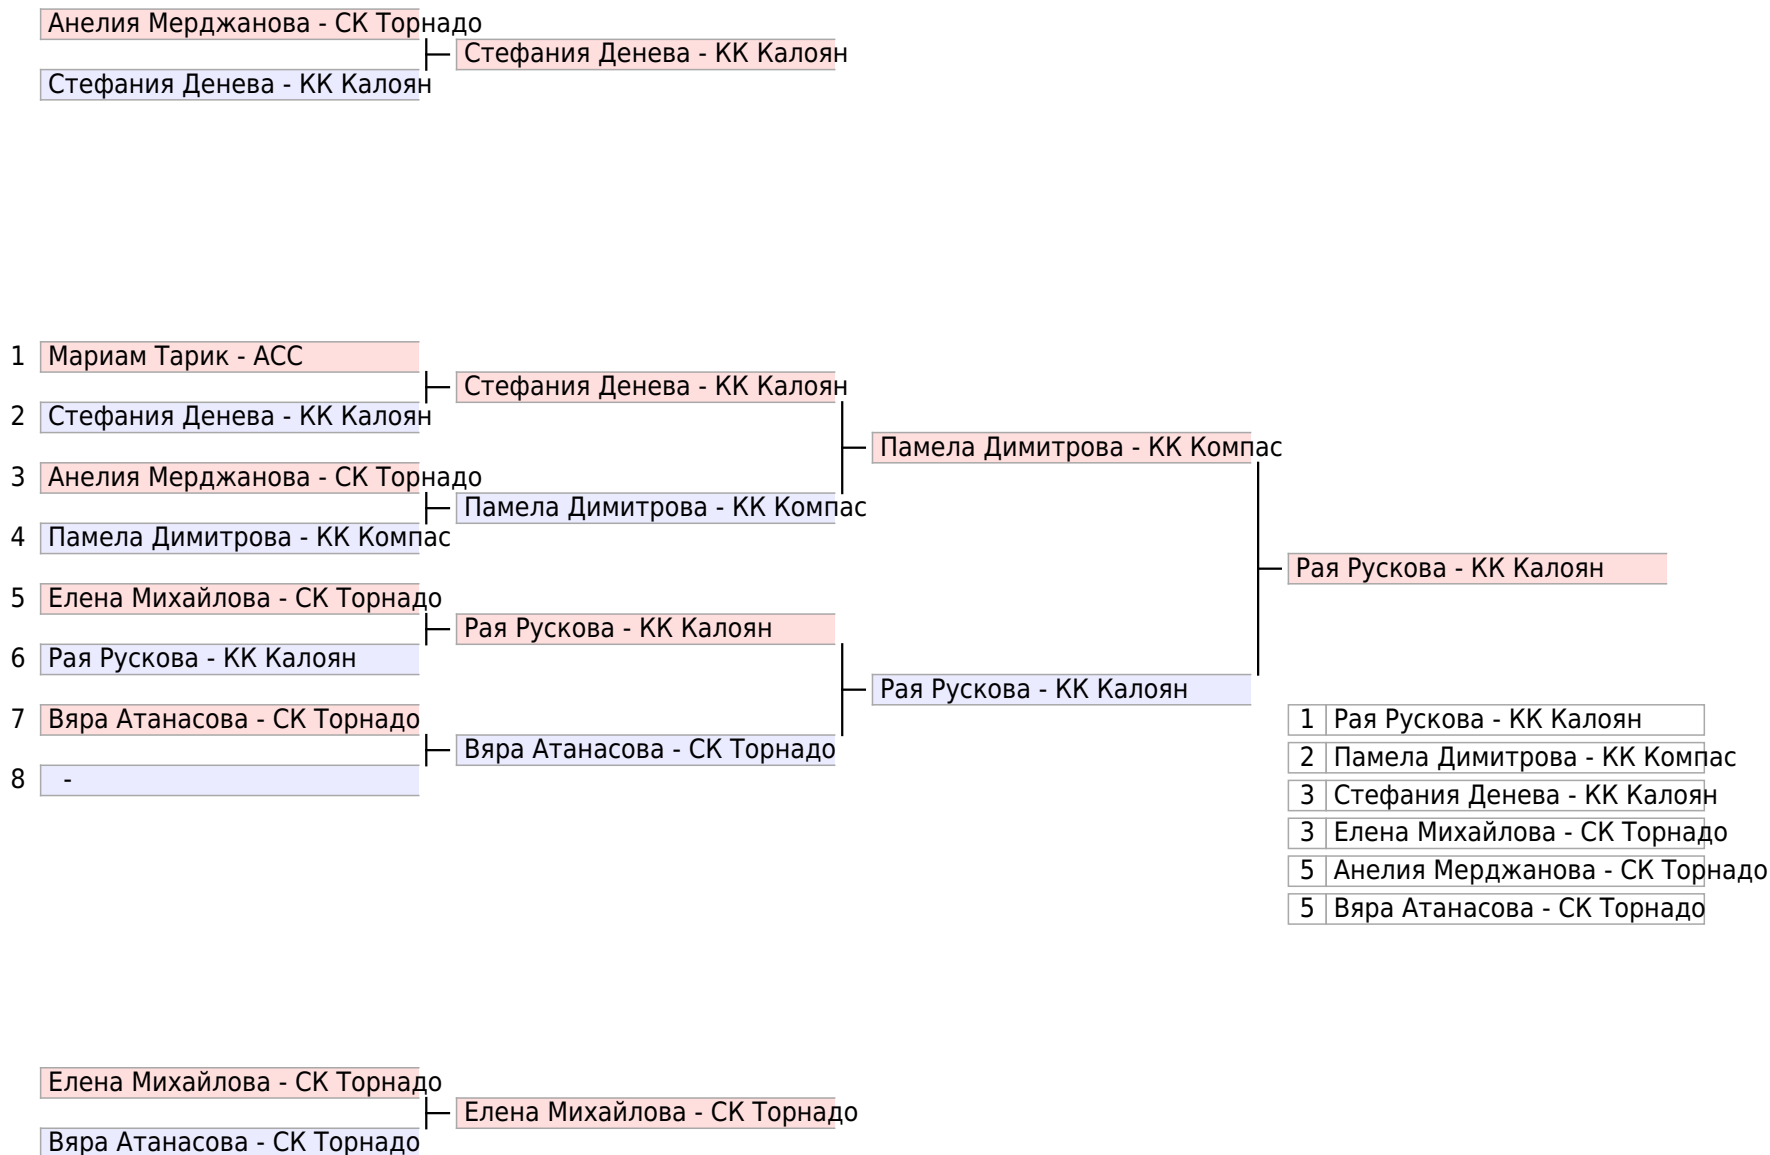 Анелия Мерджанова - СК Торнадо
Стефания Денева - КК Калоян
Стефания Денева - КК Калоян
1 Мариам Тарик - АСС
Стефания Денева - КК Калоян
2 Стефания Денева - КК Калоян
Памела Димитрова - КК Компас
3 Анелия Мерджанова - СК Торнадо
Памела Димитрова - КК Компас
4 Памела Димитрова - КК Компас
Рая Рускова - КК Калоян
5 Елена Михайлова - СК Торнадо
Рая Рускова - КК Калоян
6 Рая Рускова - КК Калоян
Рая Рускова - КК Калоян
7 Вяра Атанасова - СК Торнадо
Вяра Атанасова - СК Торнадо
8 -
1 Рая Рускова - КК Калоян
2 Памела Димитрова - КК Компас
3 Стефания Денева - КК Калоян
3 Елена Михайлова - СК Торнадо
5 Анелия Мерджанова - СК Торнадо
5 Вяра Атанасова - СК Торнадо
Елена Михайлова - СК Торнадо
Елена Михайлова - СК Торнадо
Вяра Атанасова - СК Торнадо